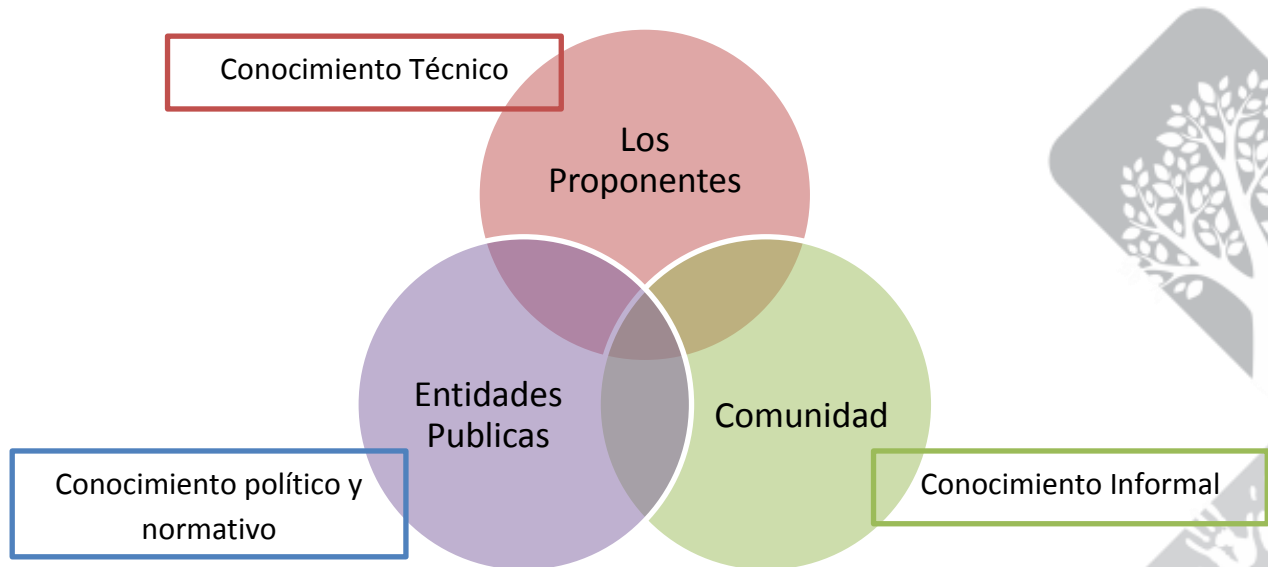 Conocimiento Técnico
Los
Proponentes
Entidades
Publicas
Comunidad
Conocimiento político y
normativo
Conocimiento Informal